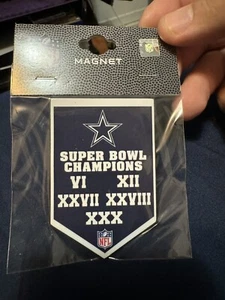 MAGNET
SUPER BOWL
CHAMPIONS
VI XII
XXVII XXVIII
XXX
NFL